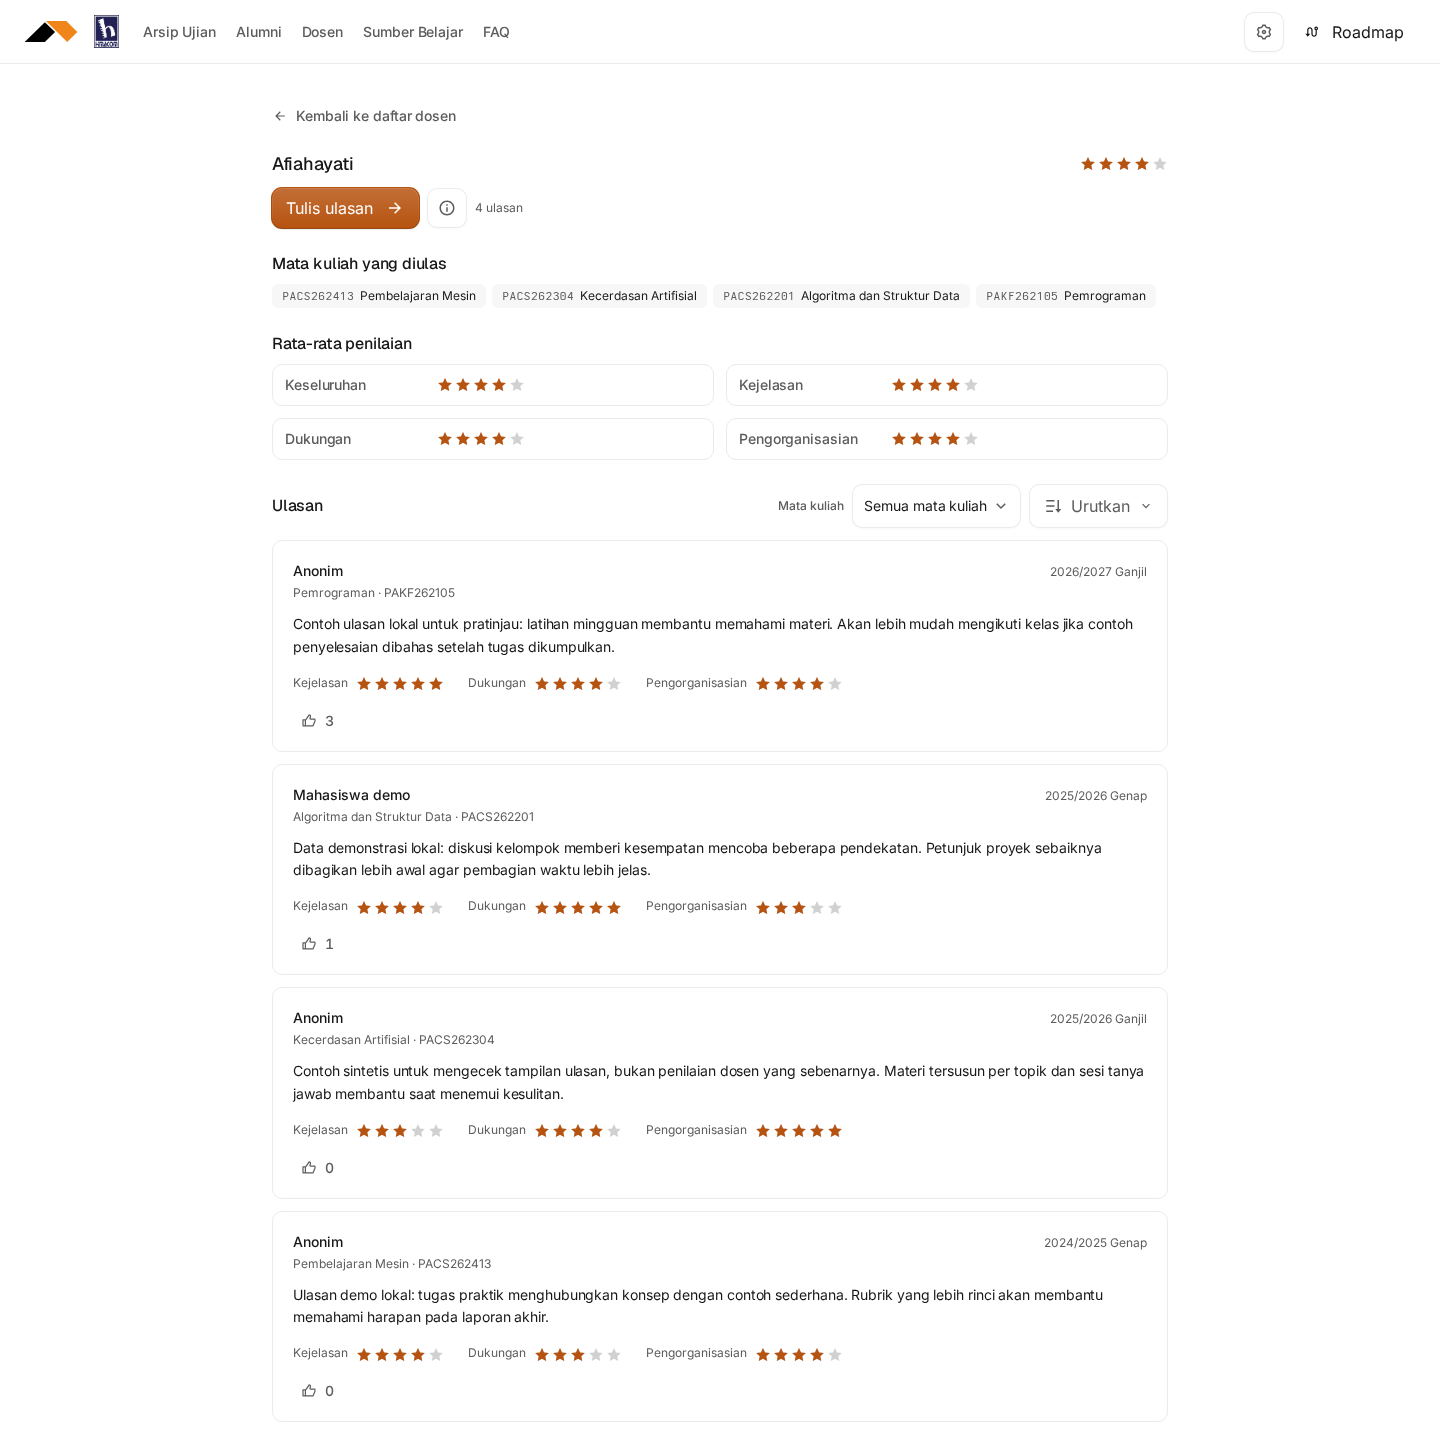 HIMAKOM
Arsip Ujian
Alumni
Dosen
Sumber Belajar
FAQ
Roadmap
Kembali ke daftar dosen
Afiahayati
Tulis ulasan
4 ulasan
Mata kuliah yang diulas
PACS262413 Pembelajaran Mesin
PACS262304 Kecerdasan Artifisial
PACS262201 Algoritma dan Struktur Data
PAKF262105 Pemrograman
Rata-rata penilaian
Keseluruhan
Kejelasan
Dukungan
Pengorganisasian
Ulasan
Mata kuliah
Semua mata kuliah
Urutkan
Anonim
2026/2027 Ganjil
Pemrograman · PAKF262105
Contoh ulasan lokal untuk pratinjau: latihan mingguan membantu memahami materi. Akan lebih mudah mengikuti kelas jika contoh
penyelesaian dibahas setelah tugas dikumpulkan.
Kejelasan
Dukungan
Pengorganisasian
3
Mahasiswa demo
2025/2026 Genap
Algoritma dan Struktur Data · PACS262201
Data demonstrasi lokal: diskusi kelompok memberi kesempatan mencoba beberapa pendekatan. Petunjuk proyek sebaiknya
dibagikan lebih awal agar pembagian waktu lebih jelas.
Kejelasan
Dukungan
Pengorganisasian
1
Anonim
2025/2026 Ganjil
Kecerdasan Artifisial · PACS262304
Contoh sintetis untuk mengecek tampilan ulasan, bukan penilaian dosen yang sebenarnya. Materi tersusun per topik dan sesi tanya
jawab membantu saat menemui kesulitan.
Kejelasan
Dukungan
Pengorganisasian
0
Anonim
2024/2025 Genap
Pembelajaran Mesin · PACS262413
Ulasan demo lokal: tugas praktik menghubungkan konsep dengan contoh sederhana. Rubrik yang lebih rinci akan membantu
memahami harapan pada laporan akhir.
Kejelasan
Dukungan
Pengorganisasian
0